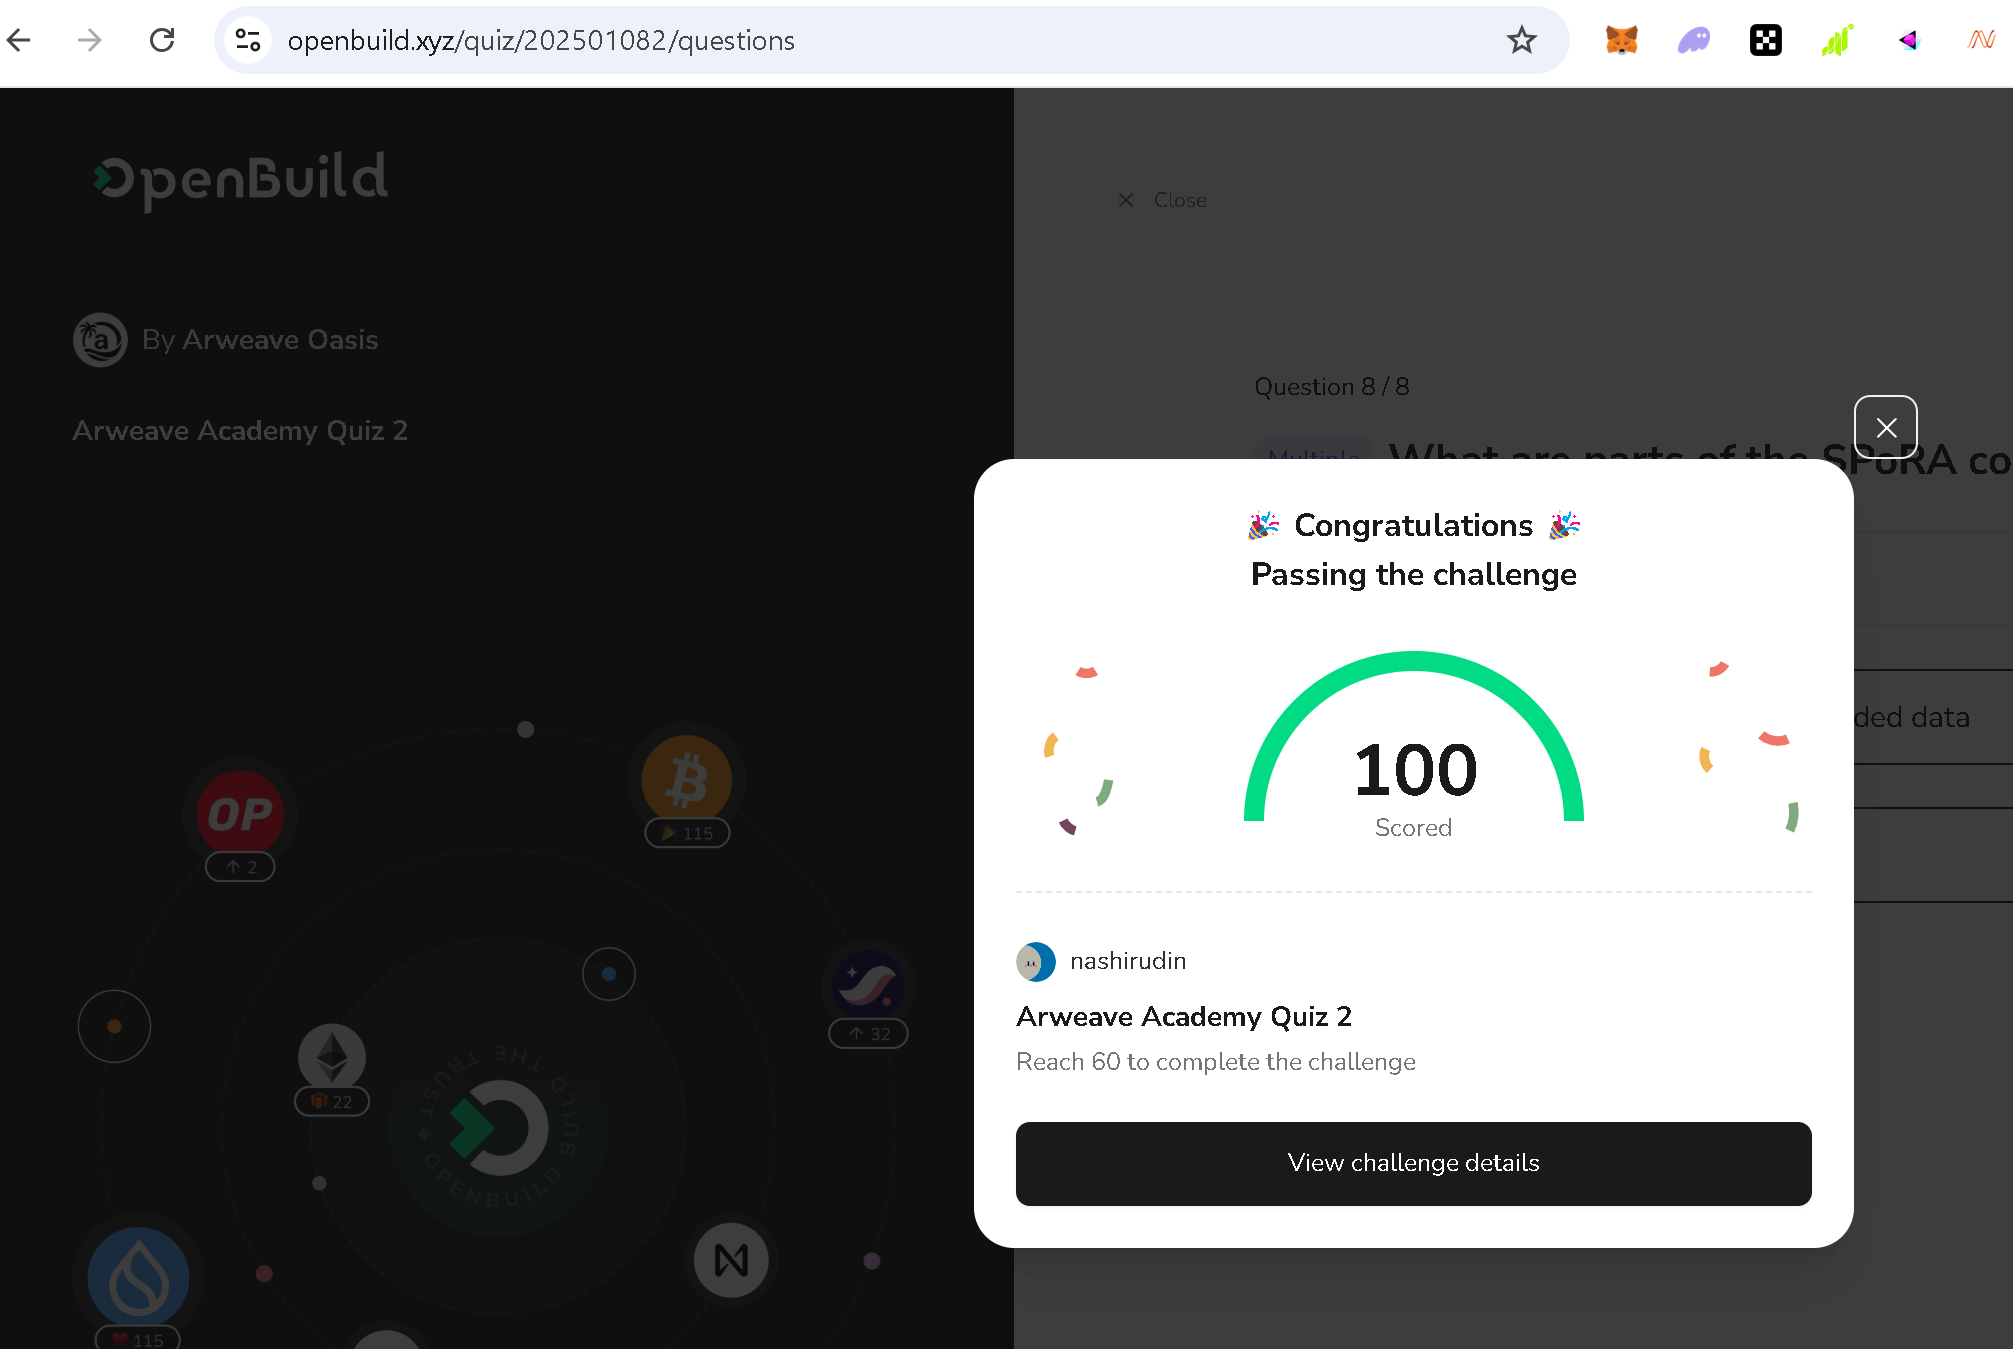 openbuild.xyz/quiz/202501082/questions
OpenBuild
Close
By Arweave Oasis
Arweave Academy Quiz 2
Question 8 / 8
Multiple What are parts of the SPoRA co
ded data
🎉 Congratulations 🎉
Passing the challenge
100
Scored
nashirudin
Arweave Academy Quiz 2
Reach 60 to complete the challenge
View challenge details
OP
2
115
32
22
OPENBUILD BUILD THE TRUST
115